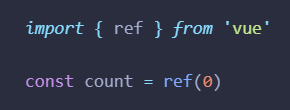 import { ref } from 'vue'
const count = ref(0)